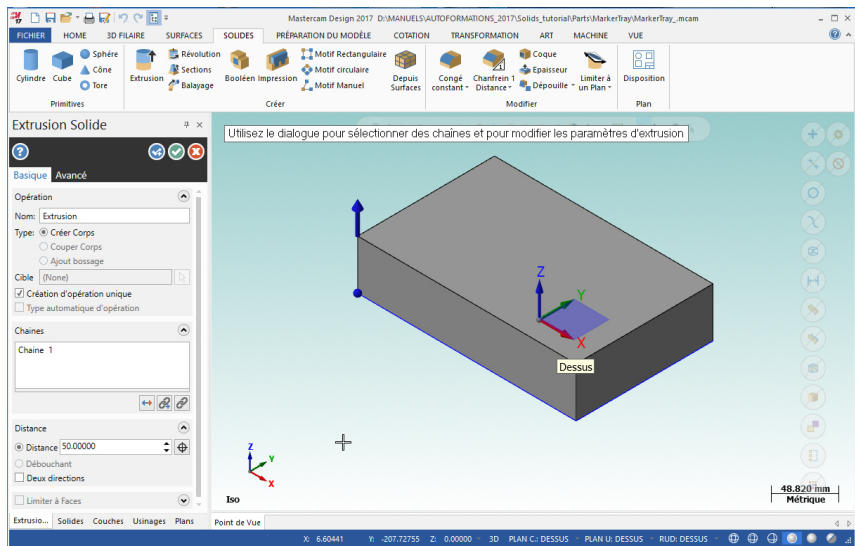 Mastercam Design 2017 D:\MANUELS\AUTOFORMATIONS_2017\Solids_tutorial\Parts\MarkerTray\MarkerTray_.mcam
FICHIER HOME 3D FILAIRE SURFACES SOLIDES PRÉPARATION DU MODÈLE COTATION TRANSFORMATION ART MACHINE VUE
Cylindre Cube Sphère Cône Tore
Primitives
Extrusion Révolution Sections Balayage Booléen Impression Motif Rectangulaire Motif circulaire Motif Manuel Depuis Surfaces
Créer
Congé constant Chanfrein 1 Distance Coque Epaisseur Dépouille Limiter à un Plan
Modifier
Disposition
Plan
Extrusion Solide
Utilisez le dialogue pour sélectionner des chaînes et pour modifier les paramètres d'extrusion
Basique Avancé
Opération
Nom: Extrusion
Type: Créer Corps
Couper Corps
Ajout bossage
Cible (None)
Création d'opération unique
Type automatique d'opération
Chaines
Chaine 1
Distance
Distance 50.00000
Débouchant
Deux directions
Limiter à Faces
Z
Y
X
Dessus
Z
Y
X
Iso
48.820 mm
Métrique
Extrusio... Solides Couches Usinages Plans
Point de Vue
X: 6.60441 Y: -207.72755 Z: 0.00000 3D PLAN C.: DESSUS PLAN U: DESSUS RUD: DESSUS